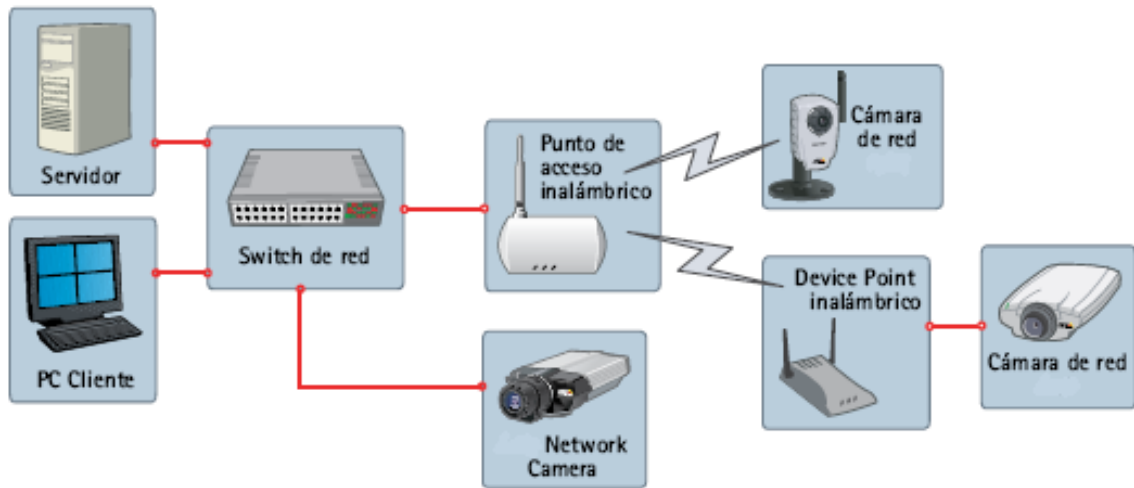 Servidor
PC Cliente
Switch de red
Punto de
acceso
inalámbrico
Network
Camera
Cámara
de red
Device Point
inalámbrico
Cámara de red